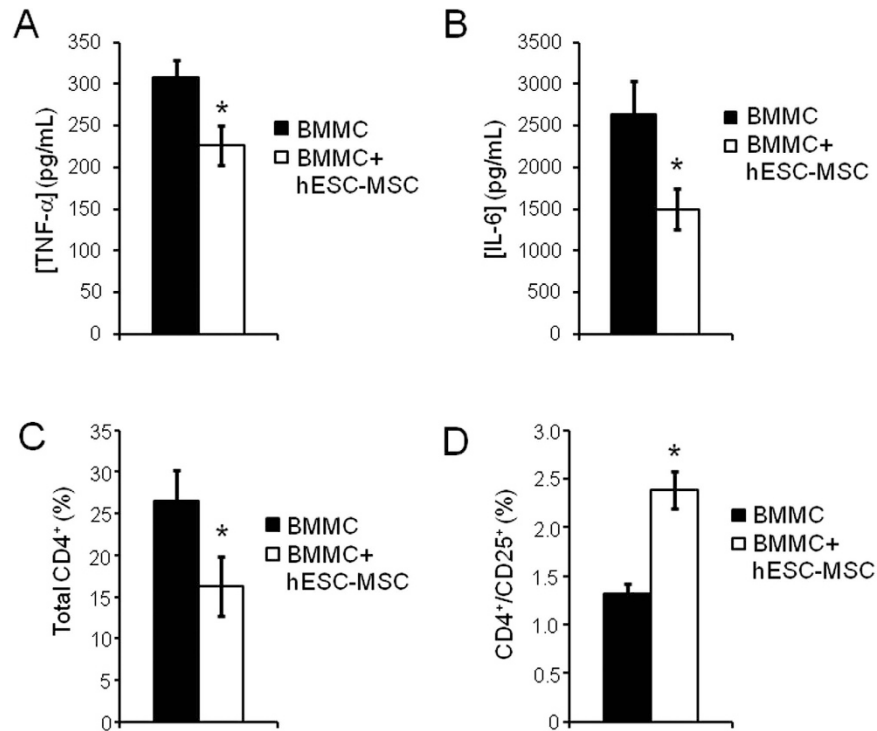 A
350
300
250
200
150
100
50
0
[TNF-α] (pg/mL)
*
BMMC
BMMC+
hESC-MSC
B
3500
3000
2500
2000
1500
1000
500
0
[IL-6] (pg/mL)
*
BMMC
BMMC+
hESC-MSC
C
35
30
25
20
15
10
5
0
Total CD4⁺ (%)
*
BMMC
BMMC+
hESC-MSC
D
3.0
2.5
2.0
1.5
1.0
0.5
0
CD4⁺/CD25⁺ (%)
*
BMMC
BMMC+
hESC-MSC